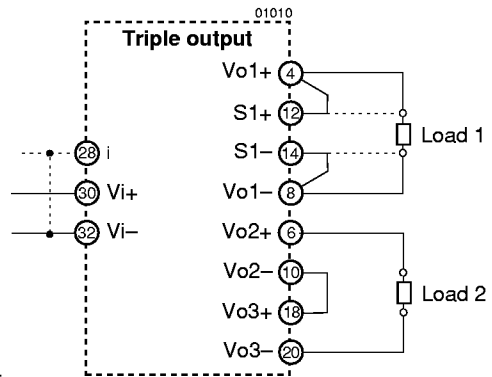 01010
Triple output
Vo1+ 4
S1+ 12
Load 1
28 i
S1– 14
30 Vi+
Vo1– 8
32 Vi–
Vo2+ 6
Vo2– 10
Load 2
Vo3+ 18
Vo3– 20